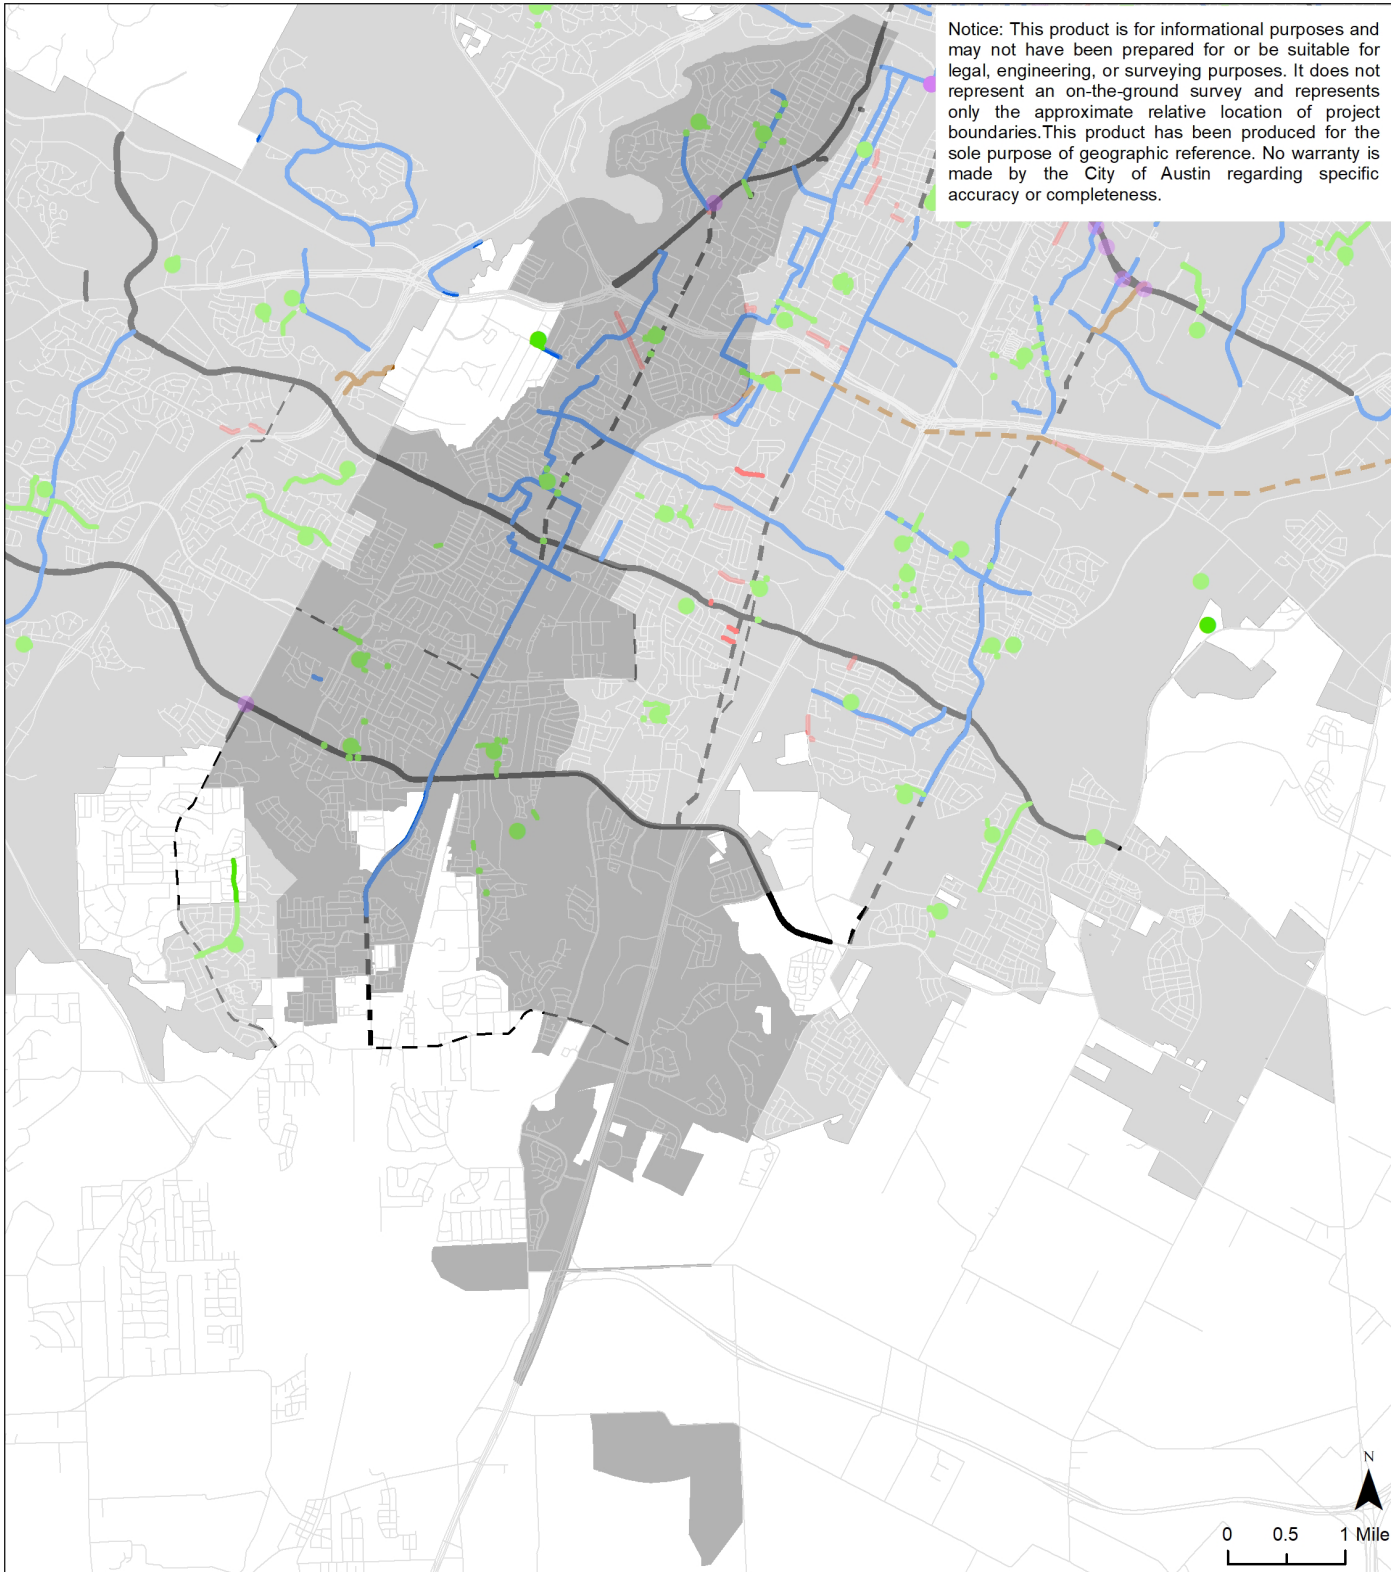 Notice: This product is for informational purposes and
may not have been prepared for or be suitable for
legal, engineering, or surveying purposes. It does not
represent an on-the-ground survey and represents
only the approximate relative location of project
boundaries.This product has been produced for the
sole purpose of geographic reference. No warranty is
made by the City of Austin regarding specific
accuracy or completeness.
N
0 0.5 1 Mile